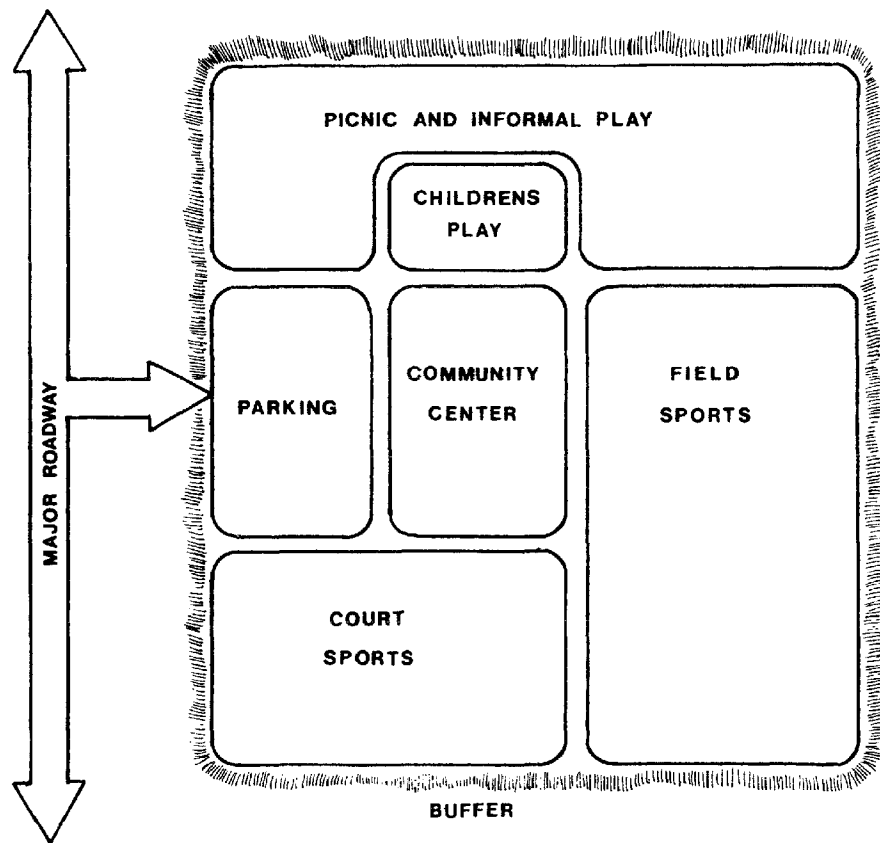 PICNIC AND INFORMAL PLAY
CHILDRENS
PLAY
MAJOR ROADWAY
PARKING
COMMUNITY
CENTER
FIELD
SPORTS
COURT
SPORTS
BUFFER